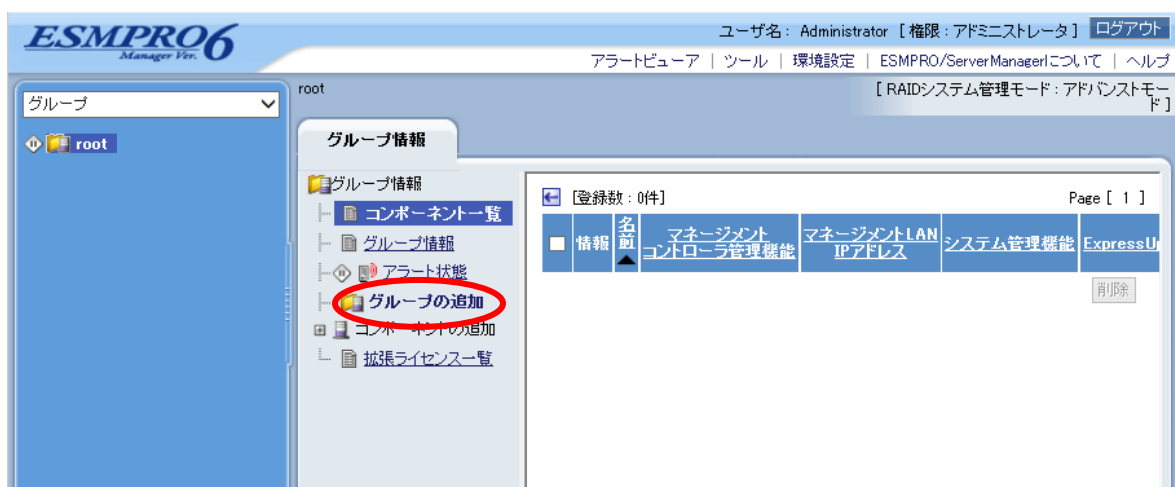 ESMPRO6
Manager Ver.
ユーザ名： Administrator [ 権限：アドミニストレータ ] ログアウト
アラートビューア | ツール | 環境設定 | ESMPRO/ServerManagerについて | ヘルプ
グループ
root
root
[ RAIDシステム管理モード：アドバンストモー
ド ]
グループ情報
グループ情報
コンポーネント一覧
グループ情報
アラート状態
グループの追加
コンポーネントの追加
拡張ライセンス一覧
[登録数：0件]
Page [ 1 ]
情報
名
前
マネージメント
コントローラ管理機能
マネージメントLAN
IPアドレス
システム管理機能
ExpressU
削除